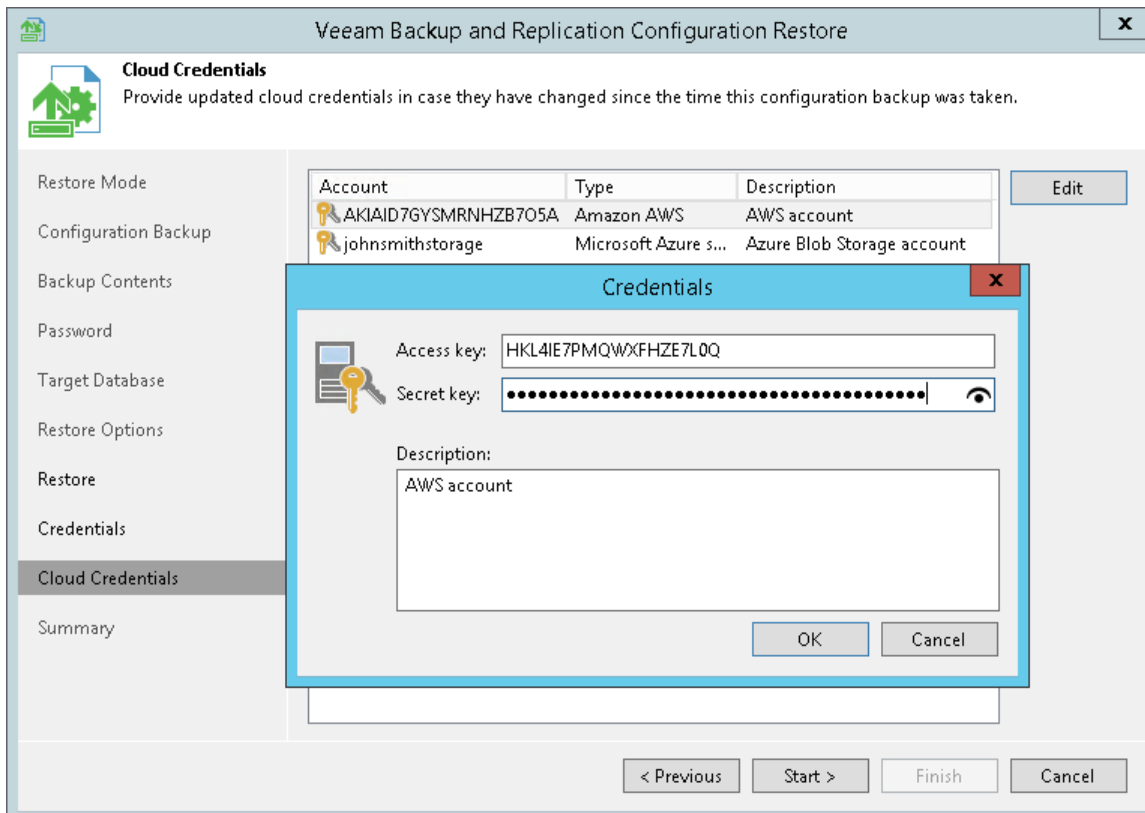 Veeam Backup and Replication Configuration Restore
x
Cloud Credentials
Provide updated cloud credentials in case they have changed since the time this configuration backup was taken.
Restore Mode
Configuration Backup
Backup Contents
Password
Target Database
Restore Options
Restore
Credentials
Cloud Credentials
Summary
Account Type Description
AKIAID7GYSMRNHZB7O5A Amazon AWS AWS account
johnsmithstorage Microsoft Azure s... Azure Blob Storage account
Edit
Credentials
x
Access key: HKL4IE7PMQWXFHZE7L0Q
Secret key: ●●●●●●●●●●●●●●●●●●●●●●●●●●●●●●●●●●●●●●●●
Description:
AWS account
OK Cancel
< Previous Start > Finish Cancel